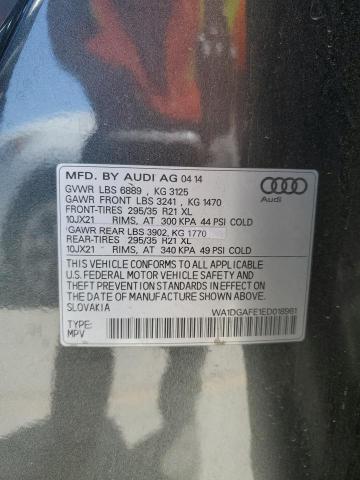 MFD. BY AUDI AG 04 14
GVWR LBS 6889 , KG 3125
GAWR FRONT LBS 3241 , KG 1470
FRONT-TIRES 295/35 R21 XL
10JX21 RIMS, AT 300 KPA 44 PSI COLD
GAWR REAR LBS 3902, KG 1770
REAR-TIRES 295/35 R21 XL
10JX21 RIMS, AT 340 KPA 49 PSI COLD
Audi
THIS VEHICLE CONFORMS TO ALL APPLICABLE
U.S. FEDERAL MOTOR VEHICLE SAFETY AND
THEFT PREVENTION STANDARDS IN EFFECT ON
THE DATE OF MANUFACTURE SHOWN ABOVE.
SLOVAKIA
WA1DGAFE1ED018961
TYPE:
MPV